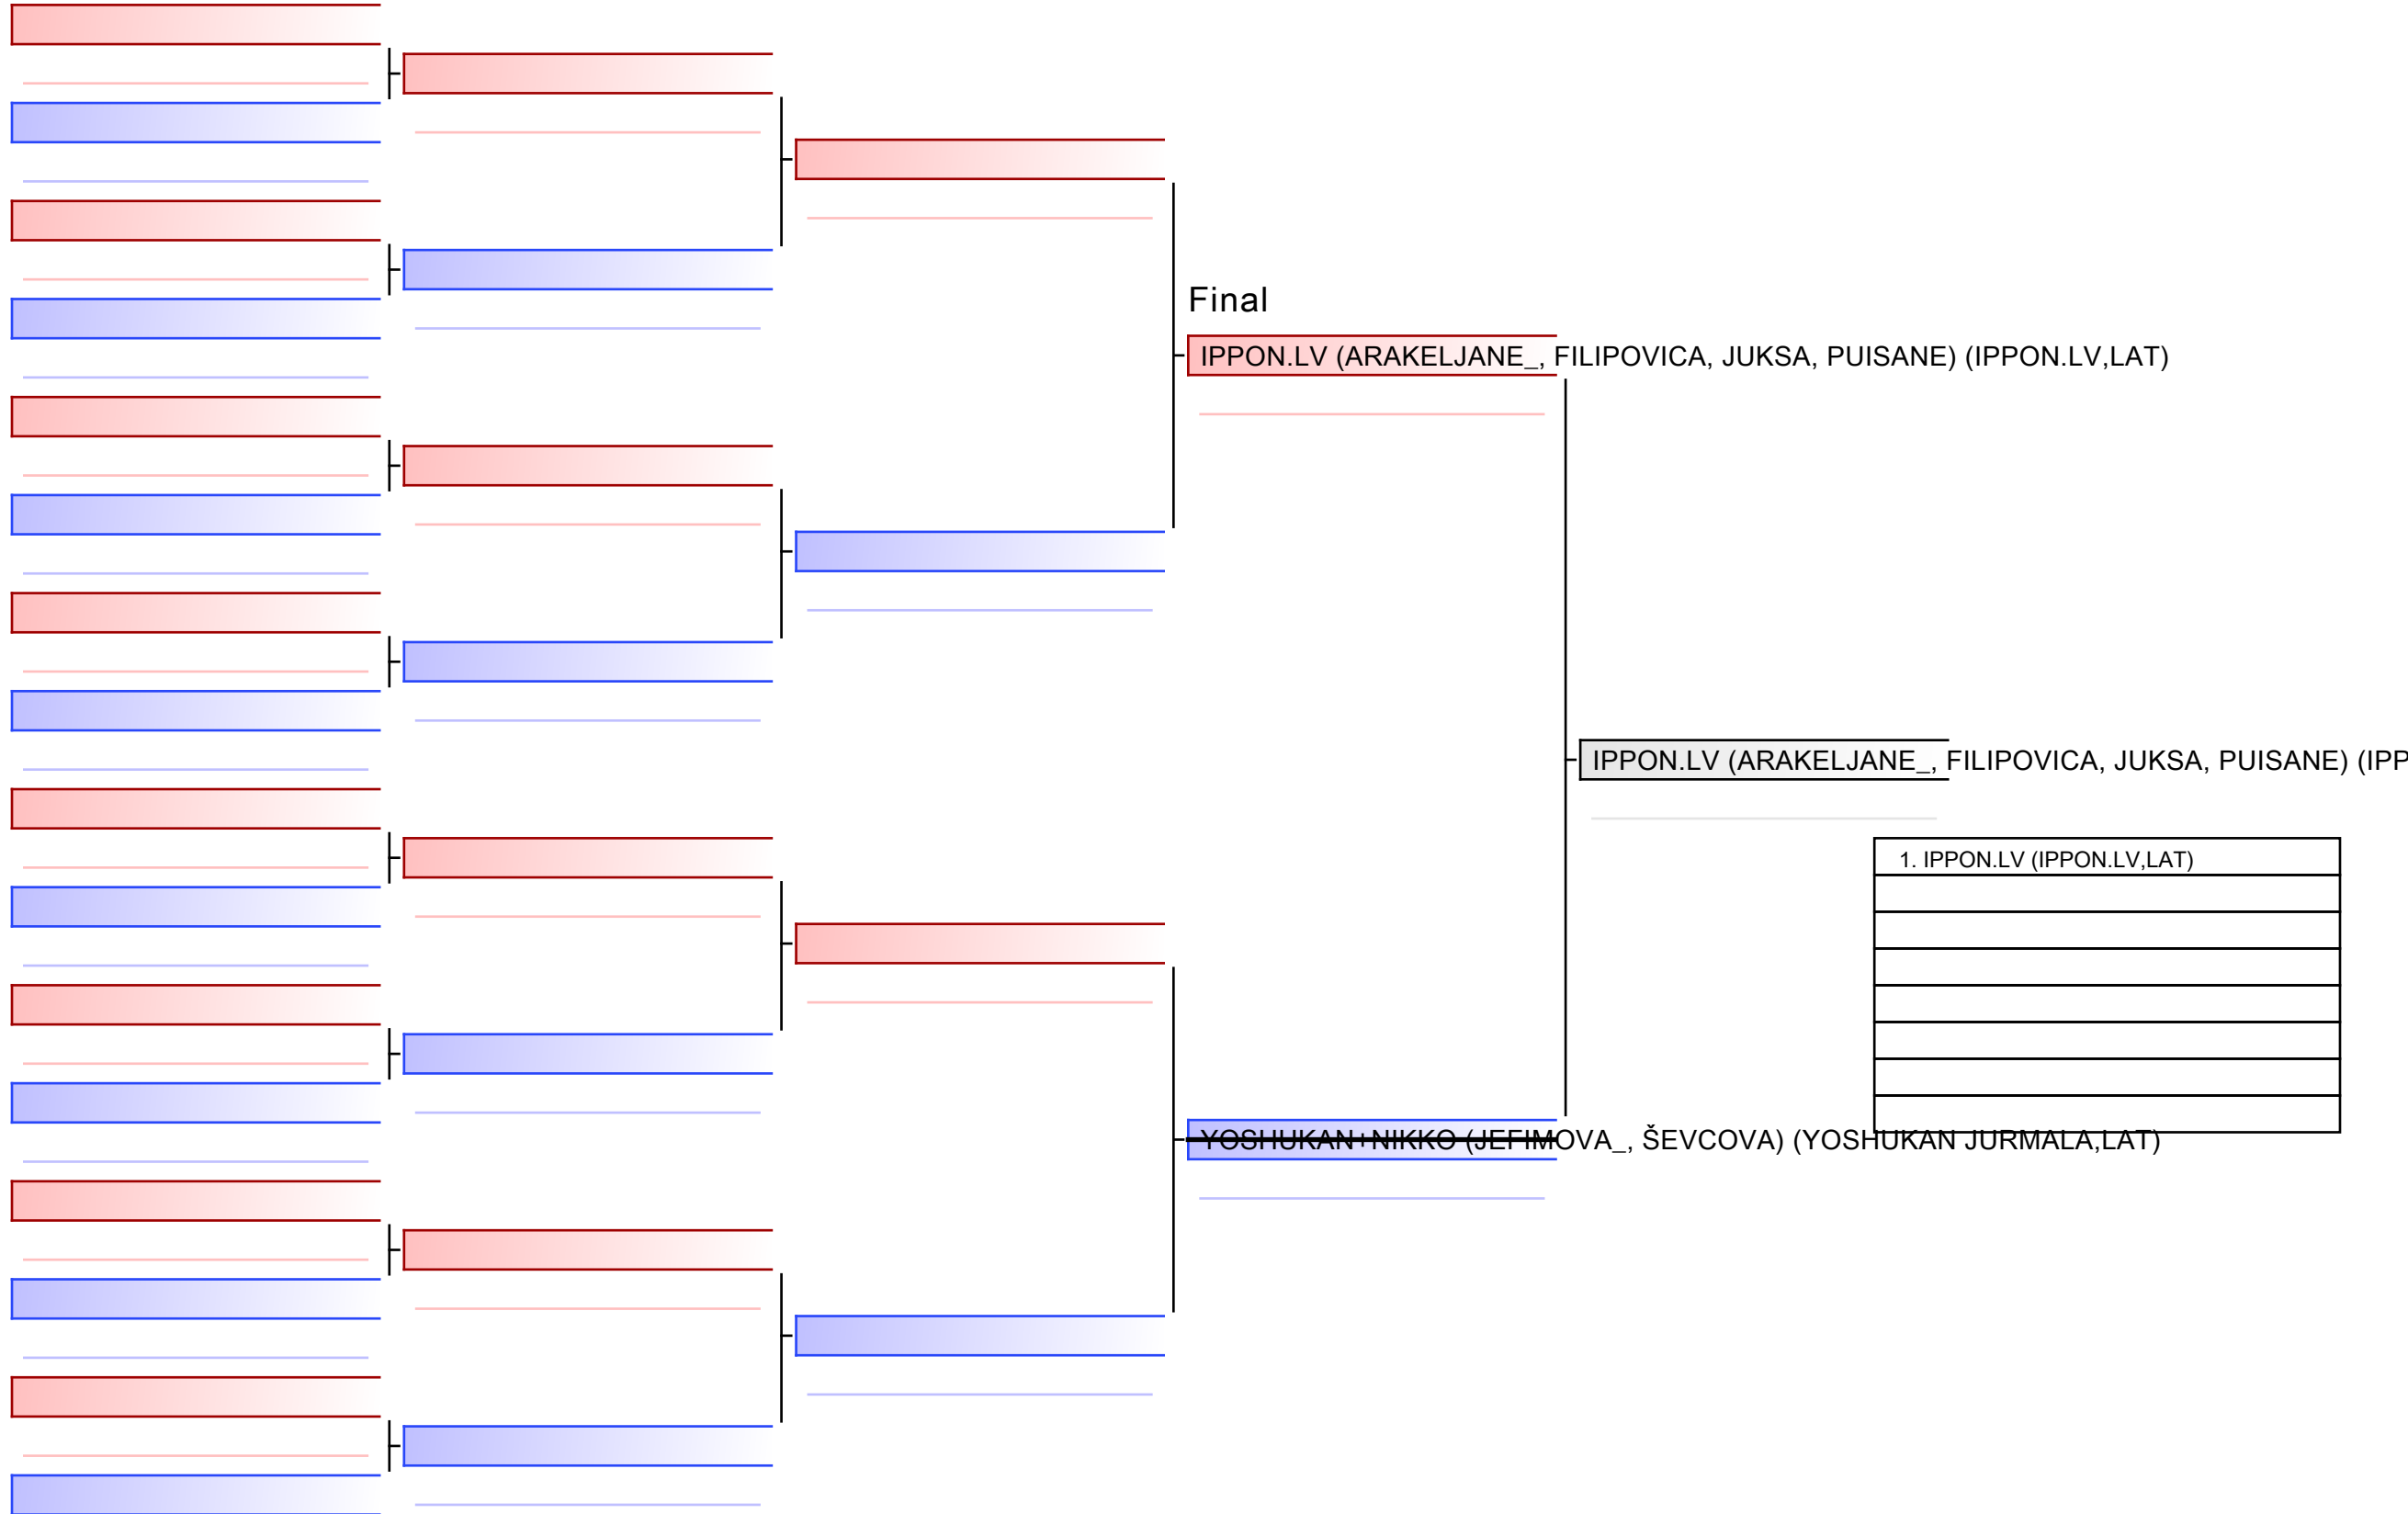 Final
IPPON.LV (ARAKELJANE_, FILIPOVICA, JUKSA, PUISANE) (IPPON.LV,LAT)
IPPON.LV (ARAKELJANE_, FILIPOVICA, JUKSA, PUISANE) (IPP
1. IPPON.LV (IPPON.LV,LAT)
YOSHUKAN+NIKKO (JEFIMOVA_, ŠEVCOVA) (YOSHUKAN JURMALA,LAT)